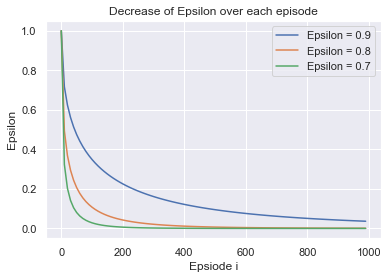 Decrease of Epsilon over each episode
Epsilon = 0.9
Epsilon = 0.8
Epsilon = 0.7
Epsilon
1.0
0.8
0.6
0.4
0.2
0.0
0 200 400 600 800 1000
Epsiode i